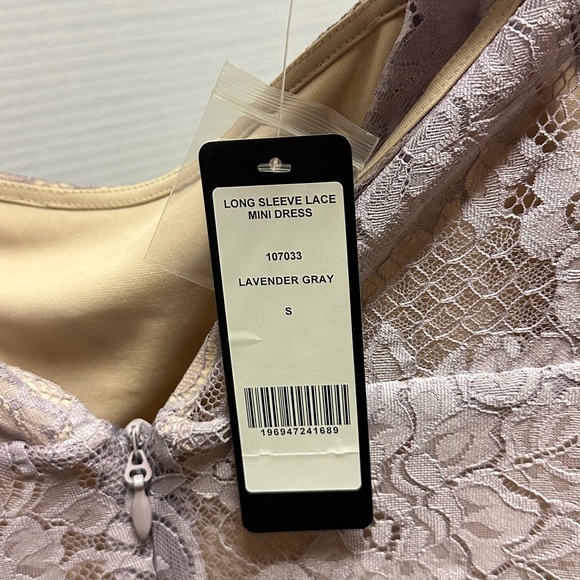 LONG SLEEVE LACE
MINI DRESS
107033
LAVENDER GRAY
S
196947241689